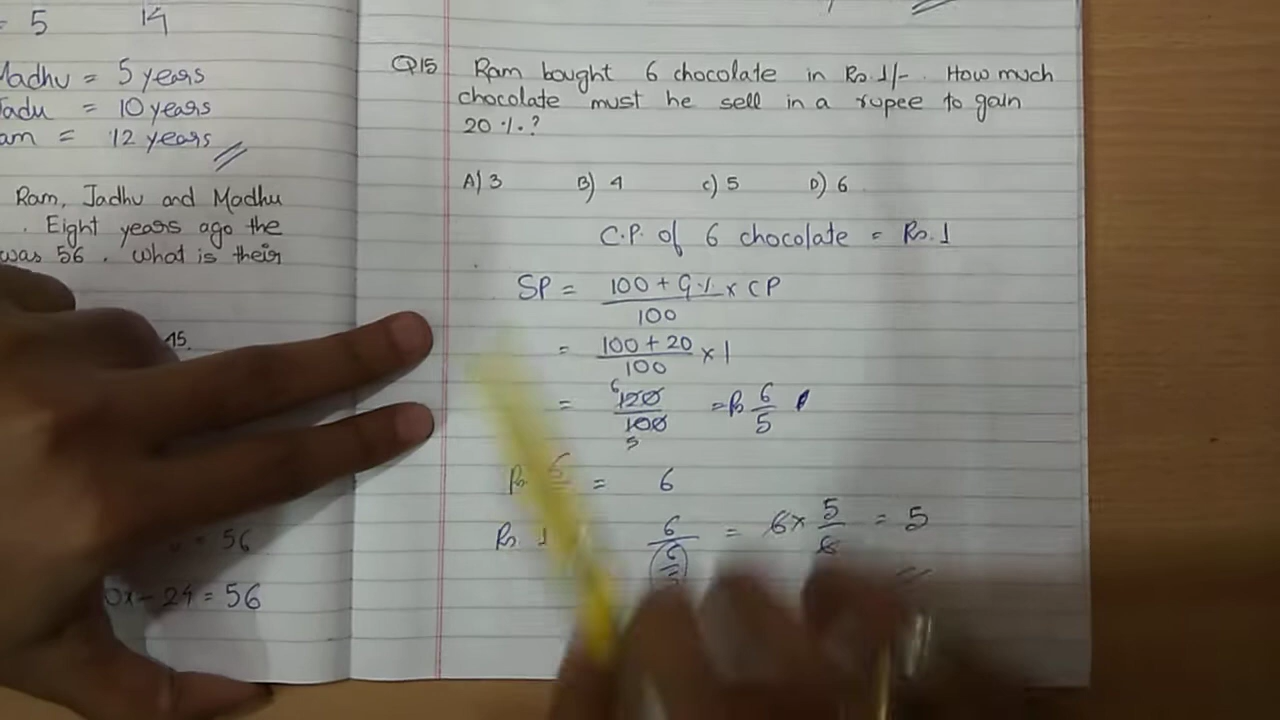 = 5 14
Madhu = 5 years
Jadu = 10 years
am = 12 years
Ram, Jadhu and Madhu
. Eight years ago the
was 56 . What is their
15.
= 56
0x - 24 = 56
Q15 Ram bought 6 chocolate in Rs.1/- . How much
chocolate must he sell in a rupee to gain
20%.?
A) 3 B) 4 C) 5 D) 6
C.P. of 6 chocolate = Rs.1
SP = 100 + g% x CP
100
= 100 + 20 x 1
100
6
= 120 = Rs 6
100 5
5
Rs = 6
Rs 1 6 = 6 x 5 = 5
6